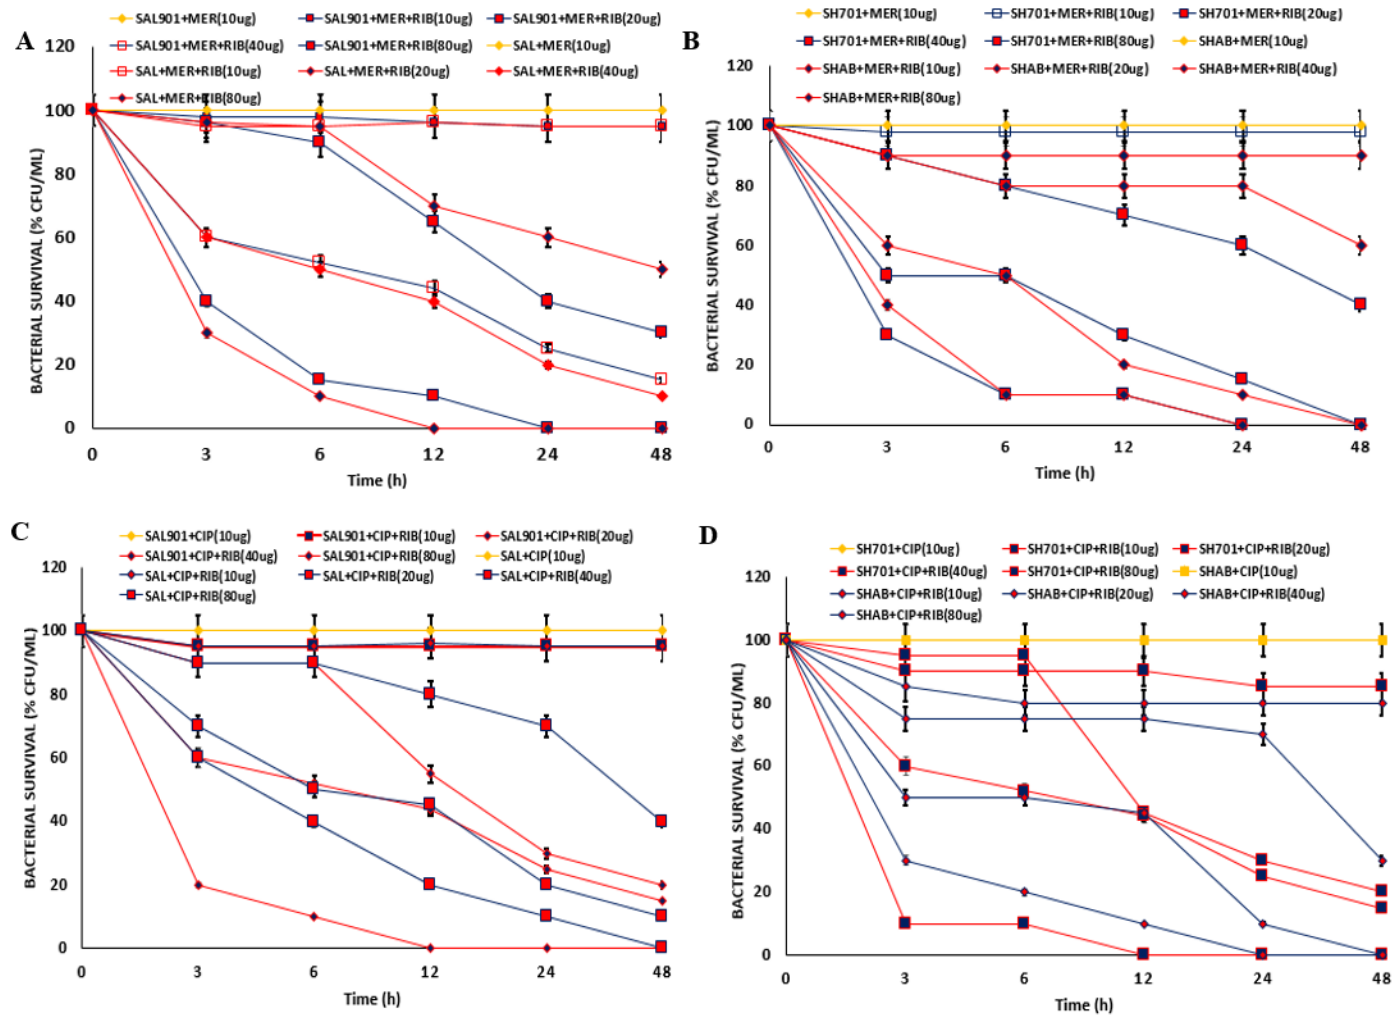 A
SAL901+MER(10ug) SAL901+MER+RIB(10ug) SAL901+MER+RIB(20ug)
SAL901+MER+RIB(40ug) SAL901+MER+RIB(80ug) SAL+MER(10ug)
SAL+MER+RIB(10ug) SAL+MER+RIB(20ug) SAL+MER+RIB(40ug)
SAL+MER+RIB(80ug)
BACTERIAL SURVIVAL (% CFU/ML)
120
100
80
60
40
20
0
0 3 6 12 24 48
Time (h)
B
SH701+MER(10ug) SH701+MER+RIB(10ug) SH701+MER+RIB(20ug)
SH701+MER+RIB(40ug) SH701+MER+RIB(80ug) SHAB+MER(10ug)
SHAB+MER+RIB(10ug) SHAB+MER+RIB(20ug) SHAB+MER+RIB(40ug)
SHAB+MER+RIB(80ug)
BACTERIAL SURVIVAL (% CFU/ML)
120
100
80
60
40
20
0
0 3 6 12 24 48
Time (h)
C
SAL901+CIP(10ug) SAL901+CIP+RIB(10ug) SAL901+CIP+RIB(20ug)
SAL901+CIP+RIB(40ug) SAL901+CIP+RIB(80ug) SAL+CIP(10ug)
SAL+CIP+RIB(10ug) SAL+CIP+RIB(20ug) SAL+CIP+RIB(40ug)
SAL+CIP+RIB(80ug)
BACTERIAL SURVIVAL (% CFU/ML)
120
100
80
60
40
20
0
0 3 6 12 24 48
Time (h)
D
SH701+CIP(10ug) SH701+CIP+RIB(10ug) SH701+CIP+RIB(20ug)
SH701+CIP+RIB(40ug) SH701+CIP+RIB(80ug) SHAB+CIP(10ug)
SHAB+CIP+RIB(10ug) SHAB+CIP+RIB(20ug) SHAB+CIP+RIB(40ug)
SHAB+CIP+RIB(80ug)
BACTERIAL SURVIVAL (% CFU/ML)
120
100
80
60
40
20
0
0 3 6 12 24 48
Time (h)